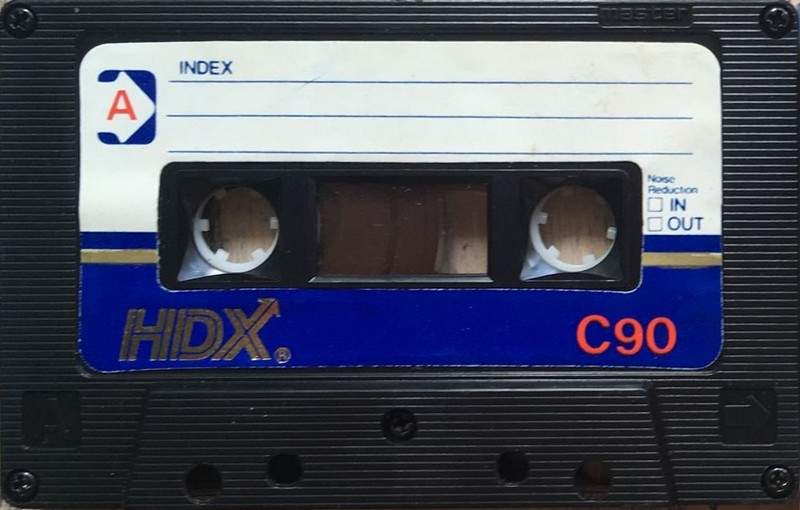 master
INDEX
A
Noise
Reduction
IN
OUT
HDX®
C90
A